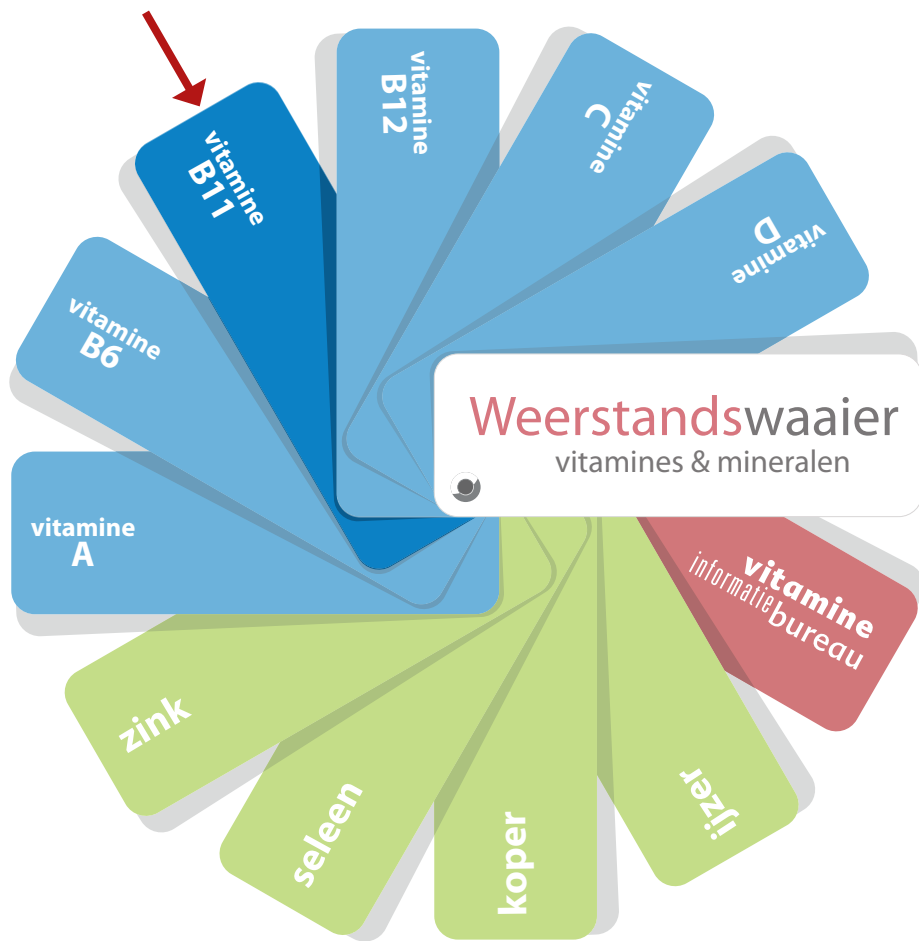 Weerstandswaaier
vitamines & mineralen
vitamine
A
vitamine
B6
vitamine
B11
vitamine
B12
vitamine
C
vitamine
D
vitamine
informatie
bureau
ijzer
koper
seleen
zink